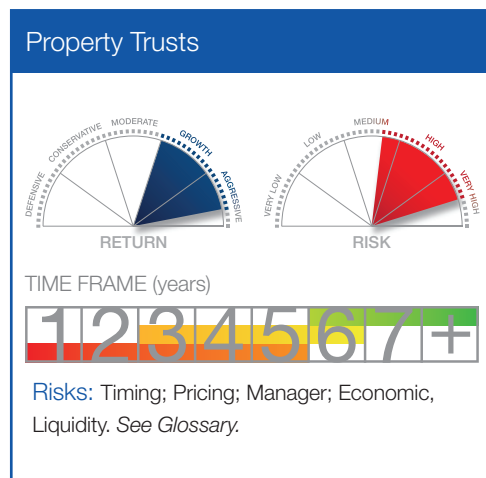 Property Trusts
DEFENSIVE
CONSERVATIVE
MODERATE
GROWTH
AGGRESSIVE
RETURN
VERY LOW
LOW
MEDIUM
HIGH
VERY HIGH
RISK
TIME FRAME (years)
1 2 3 4 5 6 7 +
Risks: Timing; Pricing; Manager; Economic,
Liquidity. See Glossary.